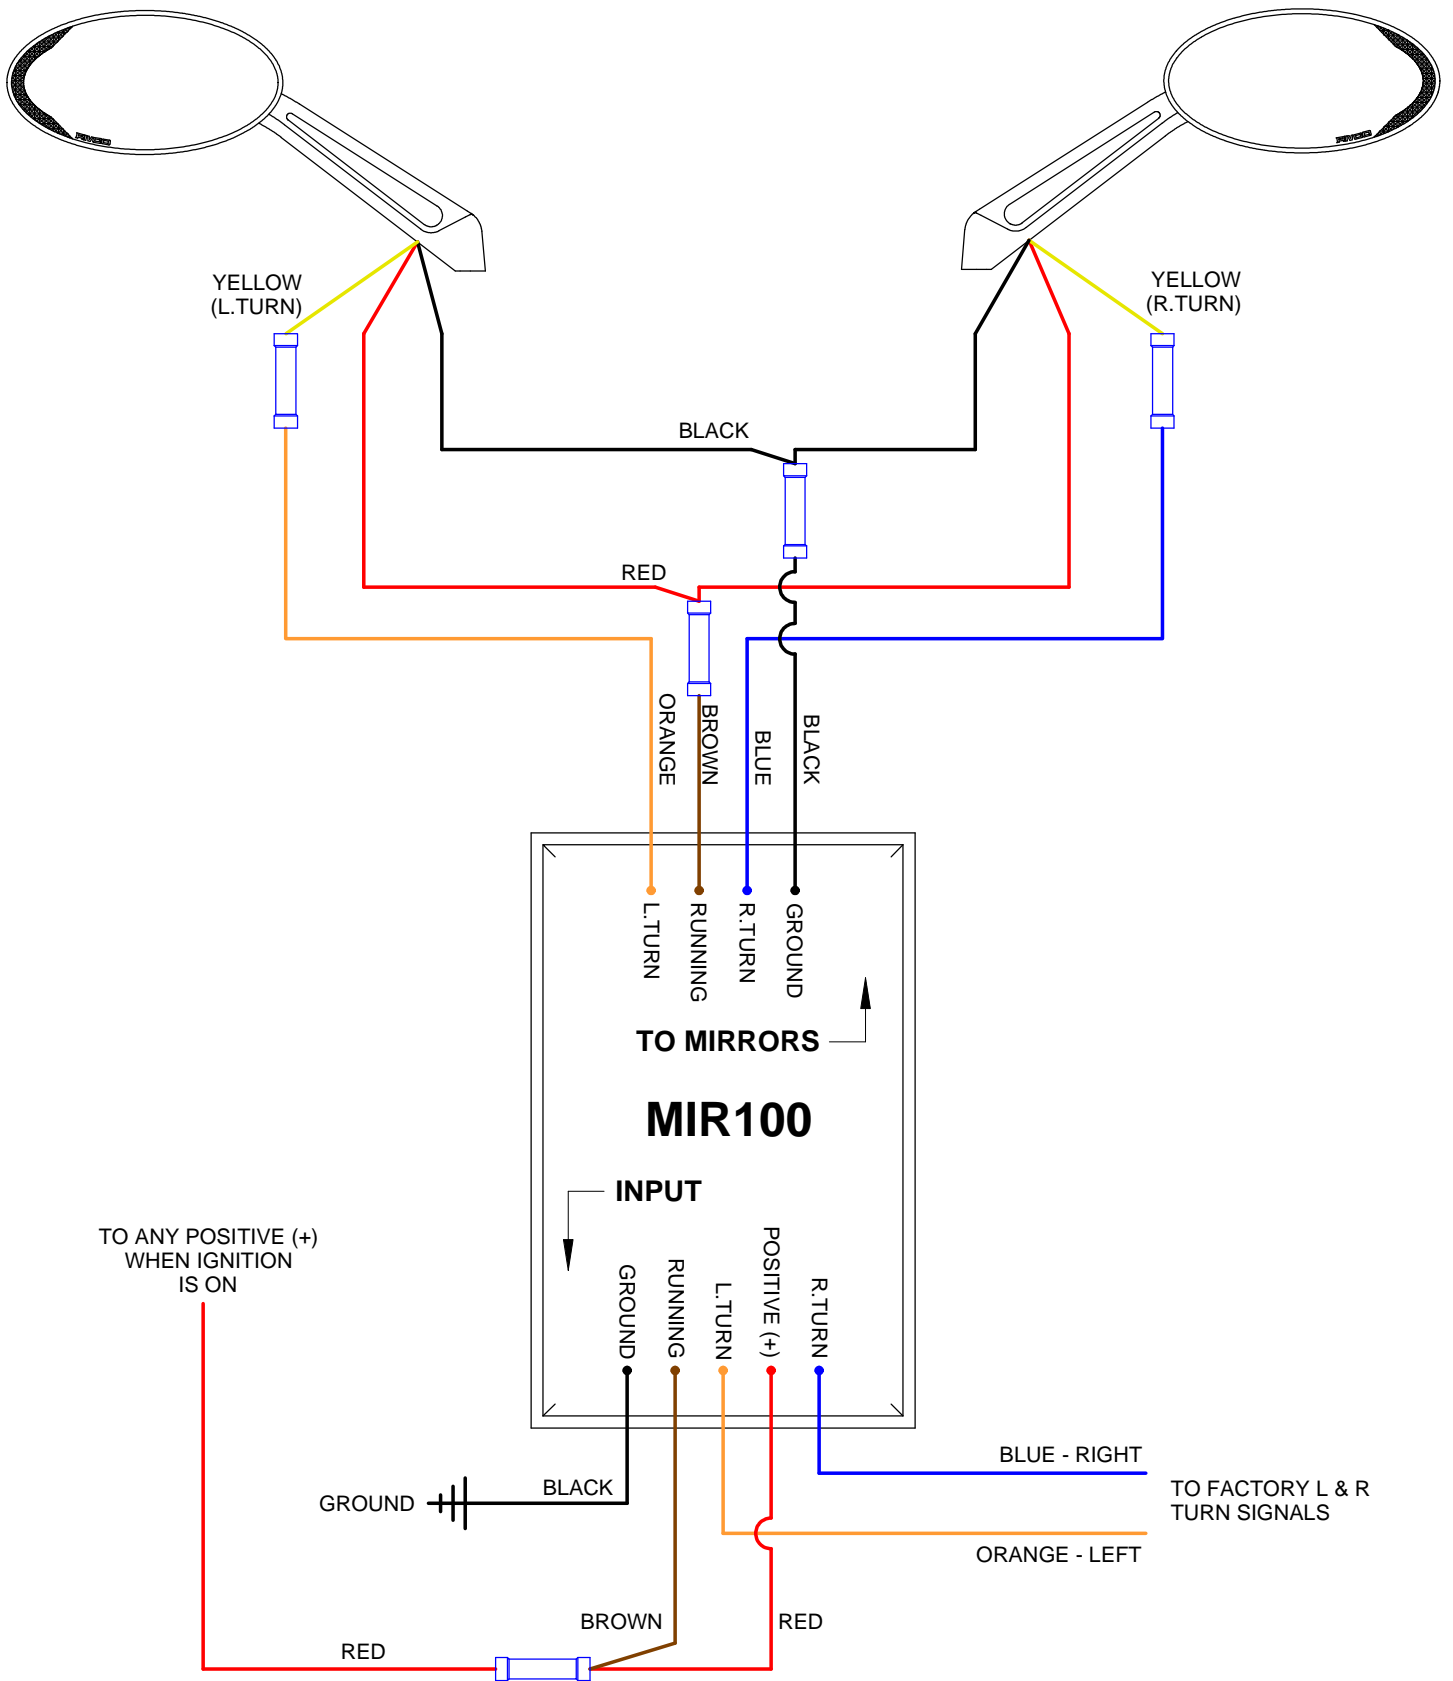 YELLOW
(L.TURN)
YELLOW
(R.TURN)
BLACK
RED
ORANGE
BROWN
BLUE
BLACK
L.TURN
RUNNING
R.TURN
GROUND
TO MIRRORS
MIR100
INPUT
TO ANY POSITIVE (+)
WHEN IGNITION
IS ON
GROUND
RUNNING
L.TURN
POSITIVE (+)
R.TURN
BLUE - RIGHT
TO FACTORY L & R
TURN SIGNALS
ORANGE - LEFT
BLACK
GROUND
BROWN
RED
RED